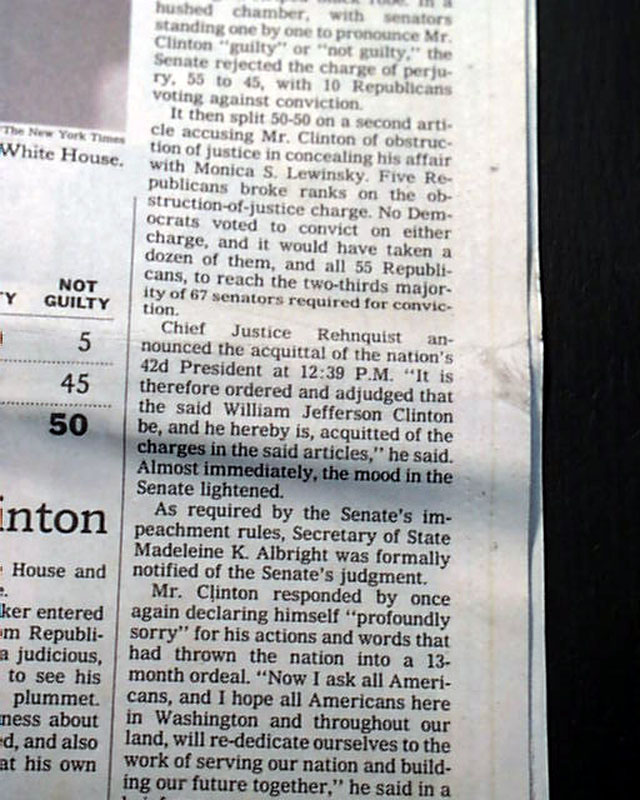 hushed chamber, with senators
standing one by one to pronounce Mr.
Clinton "guilty" or "not guilty," the
Senate rejected the charge of perju-
ry, 55 to 45, with 10 Republicans
voting against conviction.
It then split 50-50 on a second arti-
cle accusing Mr. Clinton of obstruc-
tion of justice in concealing his affair
with Monica S. Lewinsky. Five Re-
publicans broke ranks on the ob-
struction-of-justice charge. No Dem-
ocrats voted to convict on either
charge, and it would have taken a
dozen of them, and all 55 Republi-
cans, to reach the two-thirds major-
ity of 67 senators required for convic-
tion.
Chief Justice Rehnquist an-
nounced the acquittal of the nation's
42d President at 12:39 P.M. "It is
therefore ordered and adjudged that
the said William Jefferson Clinton
be, and he hereby is, acquitted of the
charges in the said articles," he said.
Almost immediately, the mood in the
Senate lightened.
As required by the Senate's im-
peachment rules, Secretary of State
Madeleine K. Albright was formally
notified of the Senate's judgment.
Mr. Clinton responded by once
again declaring himself "profoundly
sorry" for his actions and words that
had thrown the nation into a 13-
month ordeal. "Now I ask all Ameri-
cans, and I hope all Americans here
in Washington and throughout our
land, will re-dedicate ourselves to the
work of serving our nation and build-
ing our future together," he said in a
The New York Times
White House.
NOT
TY GUILTY
5
45
50
inton
House and
ker entered
m Republi-
a judicious,
to see his
plummet.
ness about
ed, and also
at his own